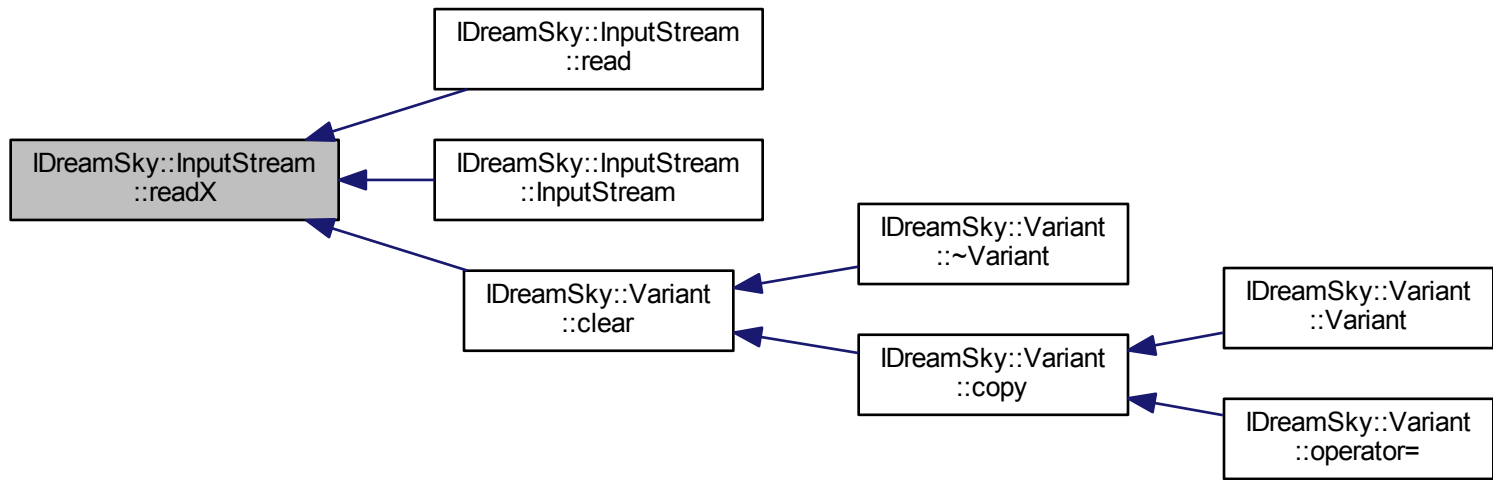 IDreamSky::InputStream
::readX
IDreamSky::InputStream
::read
IDreamSky::InputStream
::InputStream
IDreamSky::Variant
::clear
IDreamSky::Variant
::~Variant
IDreamSky::Variant
::copy
IDreamSky::Variant
::Variant
IDreamSky::Variant
::operator=